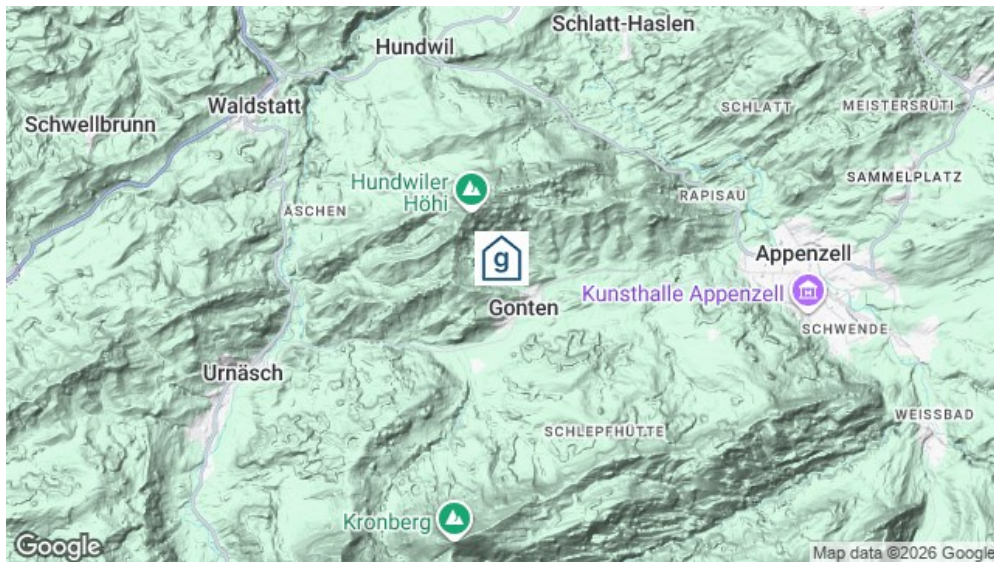 Schlatt-Haslen
Hundwil
Waldstatt
SCHLATT
MEISTERSRÜTI
Schwellbrunn
Hundwiler
Höhi
SAMMELPLATZ
RAPISAU
ÄSCHEN
g
Appenzell
Kunsthalle Appenzell
Gonten
SCHWENDE
Urnäsch
WEISSBAD
SCHLEPFHÜTTE
Kronberg
Google
Map data ©2026 Google